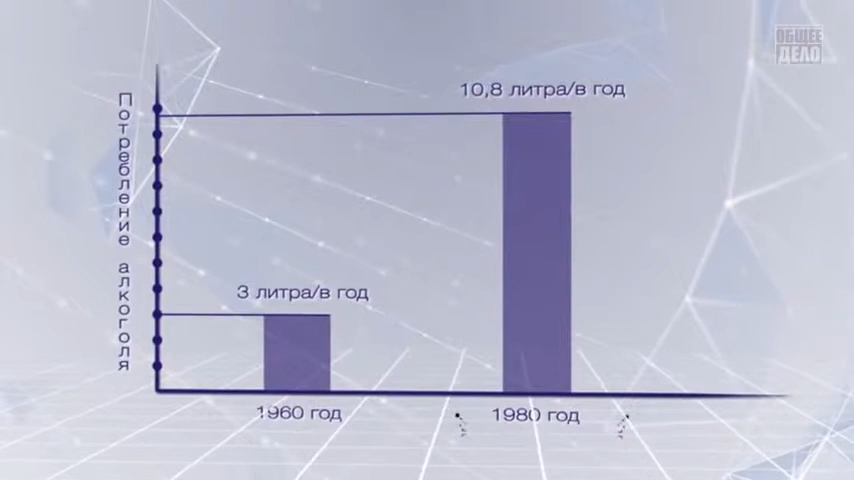 ОБЩЕЕ
ДЕЛО
10,8 литра/в год
Потребление алкоголя
3 литра/в год
1960 год
1980 год